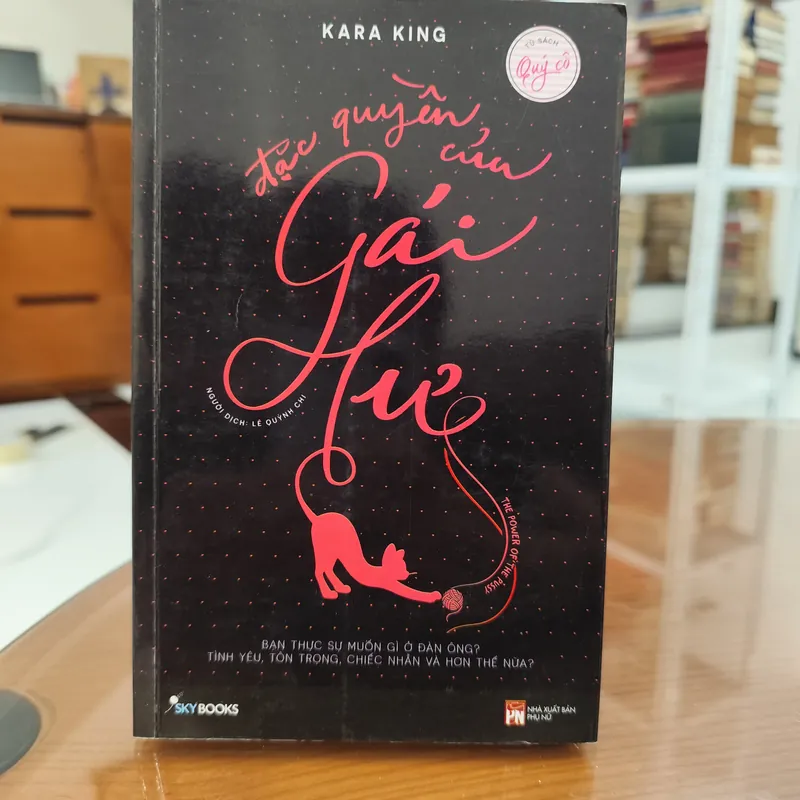 KARA KING
TỦ SÁCH
Quý cô
đặc quyền của
Gái
Hư
NGƯỜI DỊCH: LÊ QUỲNH CHI
THE POWER OF THE PUSSY
BẠN THỰC SỰ MUỐN GÌ Ở ĐÀN ÔNG?
TÌNH YÊU, TÔN TRỌNG, CHIẾC NHẪN VÀ HƠN THẾ NỮA?
SKYBOOKS
PN
NHÀ XUẤT BẢN
PHỤ NỮ